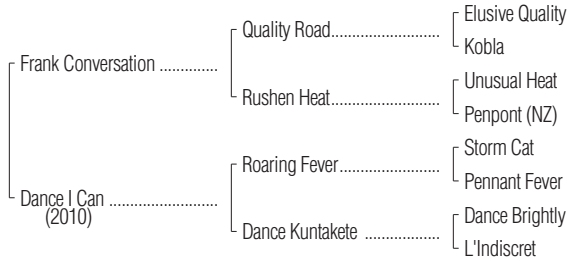 Elusive Quality
Quality Road
Kobla
Frank Conversation
Unusual Heat
Rushen Heat
Penpont (NZ)
Storm Cat
Roaring Fever
Pennant Fever
Dance I Can
(2010)
Dance Brightly
Dance Kuntakete
L'Indiscret